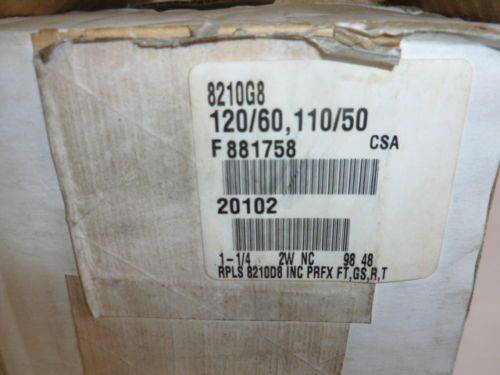 8210G8
120/60, 110/50
F 881758 CSA
20102
1-1/4 2W NC 98 48
RPLS 8210D8 INC PRFX FT,GS,R,T